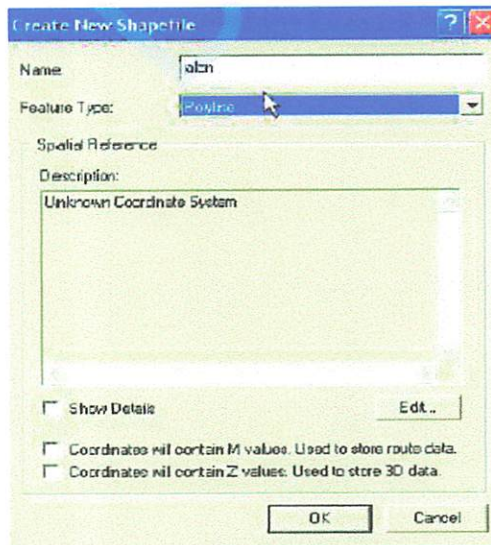 Create New Shapefile
Name:
jalan
Feature Type:
Polyline
Spatial Reference
Description:
Unknown Coordinate System
Show Details
Edit...
Coordinates will contain M values. Used to store route data.
Coordinates will contain Z values. Used to store 3D data.
OK
Cancel